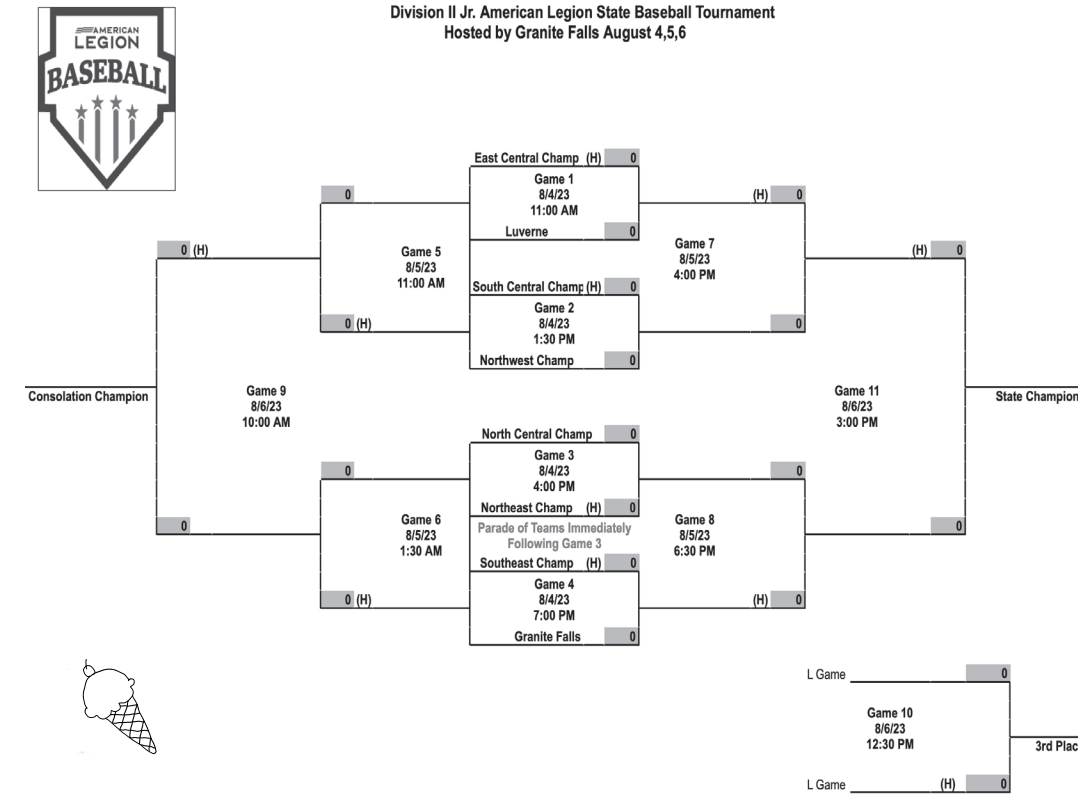 Division II Jr. American Legion State Baseball Tournament
Hosted by Granite Falls August 4,5,6
AMERICAN
LEGION
BASEBALL
East Central Champ (H) 0
Game 1
8/4/23
11:00 AM
Luverne 0
0
(H) 0
Game 5
8/5/23
11:00 AM
Game 7
8/5/23
4:00 PM
0 (H)
(H) 0
South Central Champ (H) 0
Game 2
8/4/23
1:30 PM
Northwest Champ 0
0 (H)
0
Consolation Champion
Game 9
8/6/23
10:00 AM
Game 11
8/6/23
3:00 PM
State Champion
North Central Champ 0
Game 3
8/4/23
4:00 PM
Northeast Champ (H) 0
0
0
Parade of Teams Immediately
Following Game 3
Game 6
8/5/23
1:30 AM
Game 8
8/5/23
6:30 PM
0
0
Southeast Champ (H) 0
Game 4
8/4/23
7:00 PM
Granite Falls 0
0 (H)
(H) 0
L Game 0
Game 10
8/6/23
12:30 PM
3rd Plac
L Game (H) 0